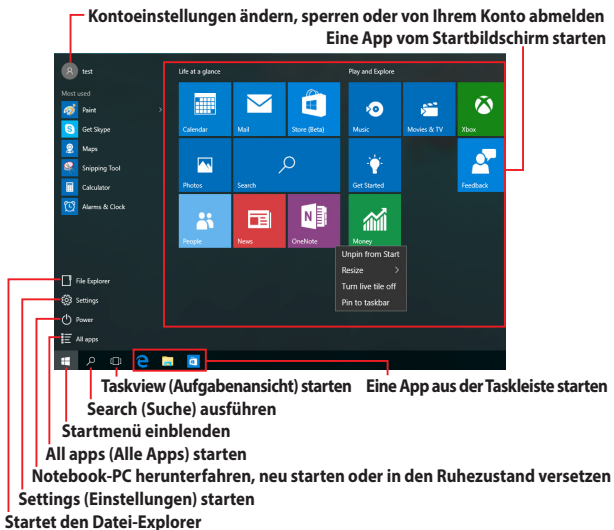 Kontoeinstellungen ändern, sperren oder von Ihrem Konto abmelden
Eine App vom Startbildschirm starten
test
Most used
Paint
Get Skype
Maps
Snipping Tool
Calculator
Alarms & Clock
File Explorer
Settings
Power
All apps
Life at a glance
Play and Explore
Calendar
Mail
Store (Beta)
Music
Movies & TV
Xbox
Photos
Search
Get Started
Feedback
People
News
OneNote
Money
Unpin from Start
Resize
Turn live tile off
Pin to taskbar
Taskview (Aufgabenansicht) starten
Eine App aus der Taskleiste starten
Search (Suche) ausführen
Startmenü einblenden
All apps (Alle Apps) starten
Notebook-PC herunterfahren, neu starten oder in den Ruhezustand versetzen
Settings (Einstellungen) starten
Startet den Datei-Explorer